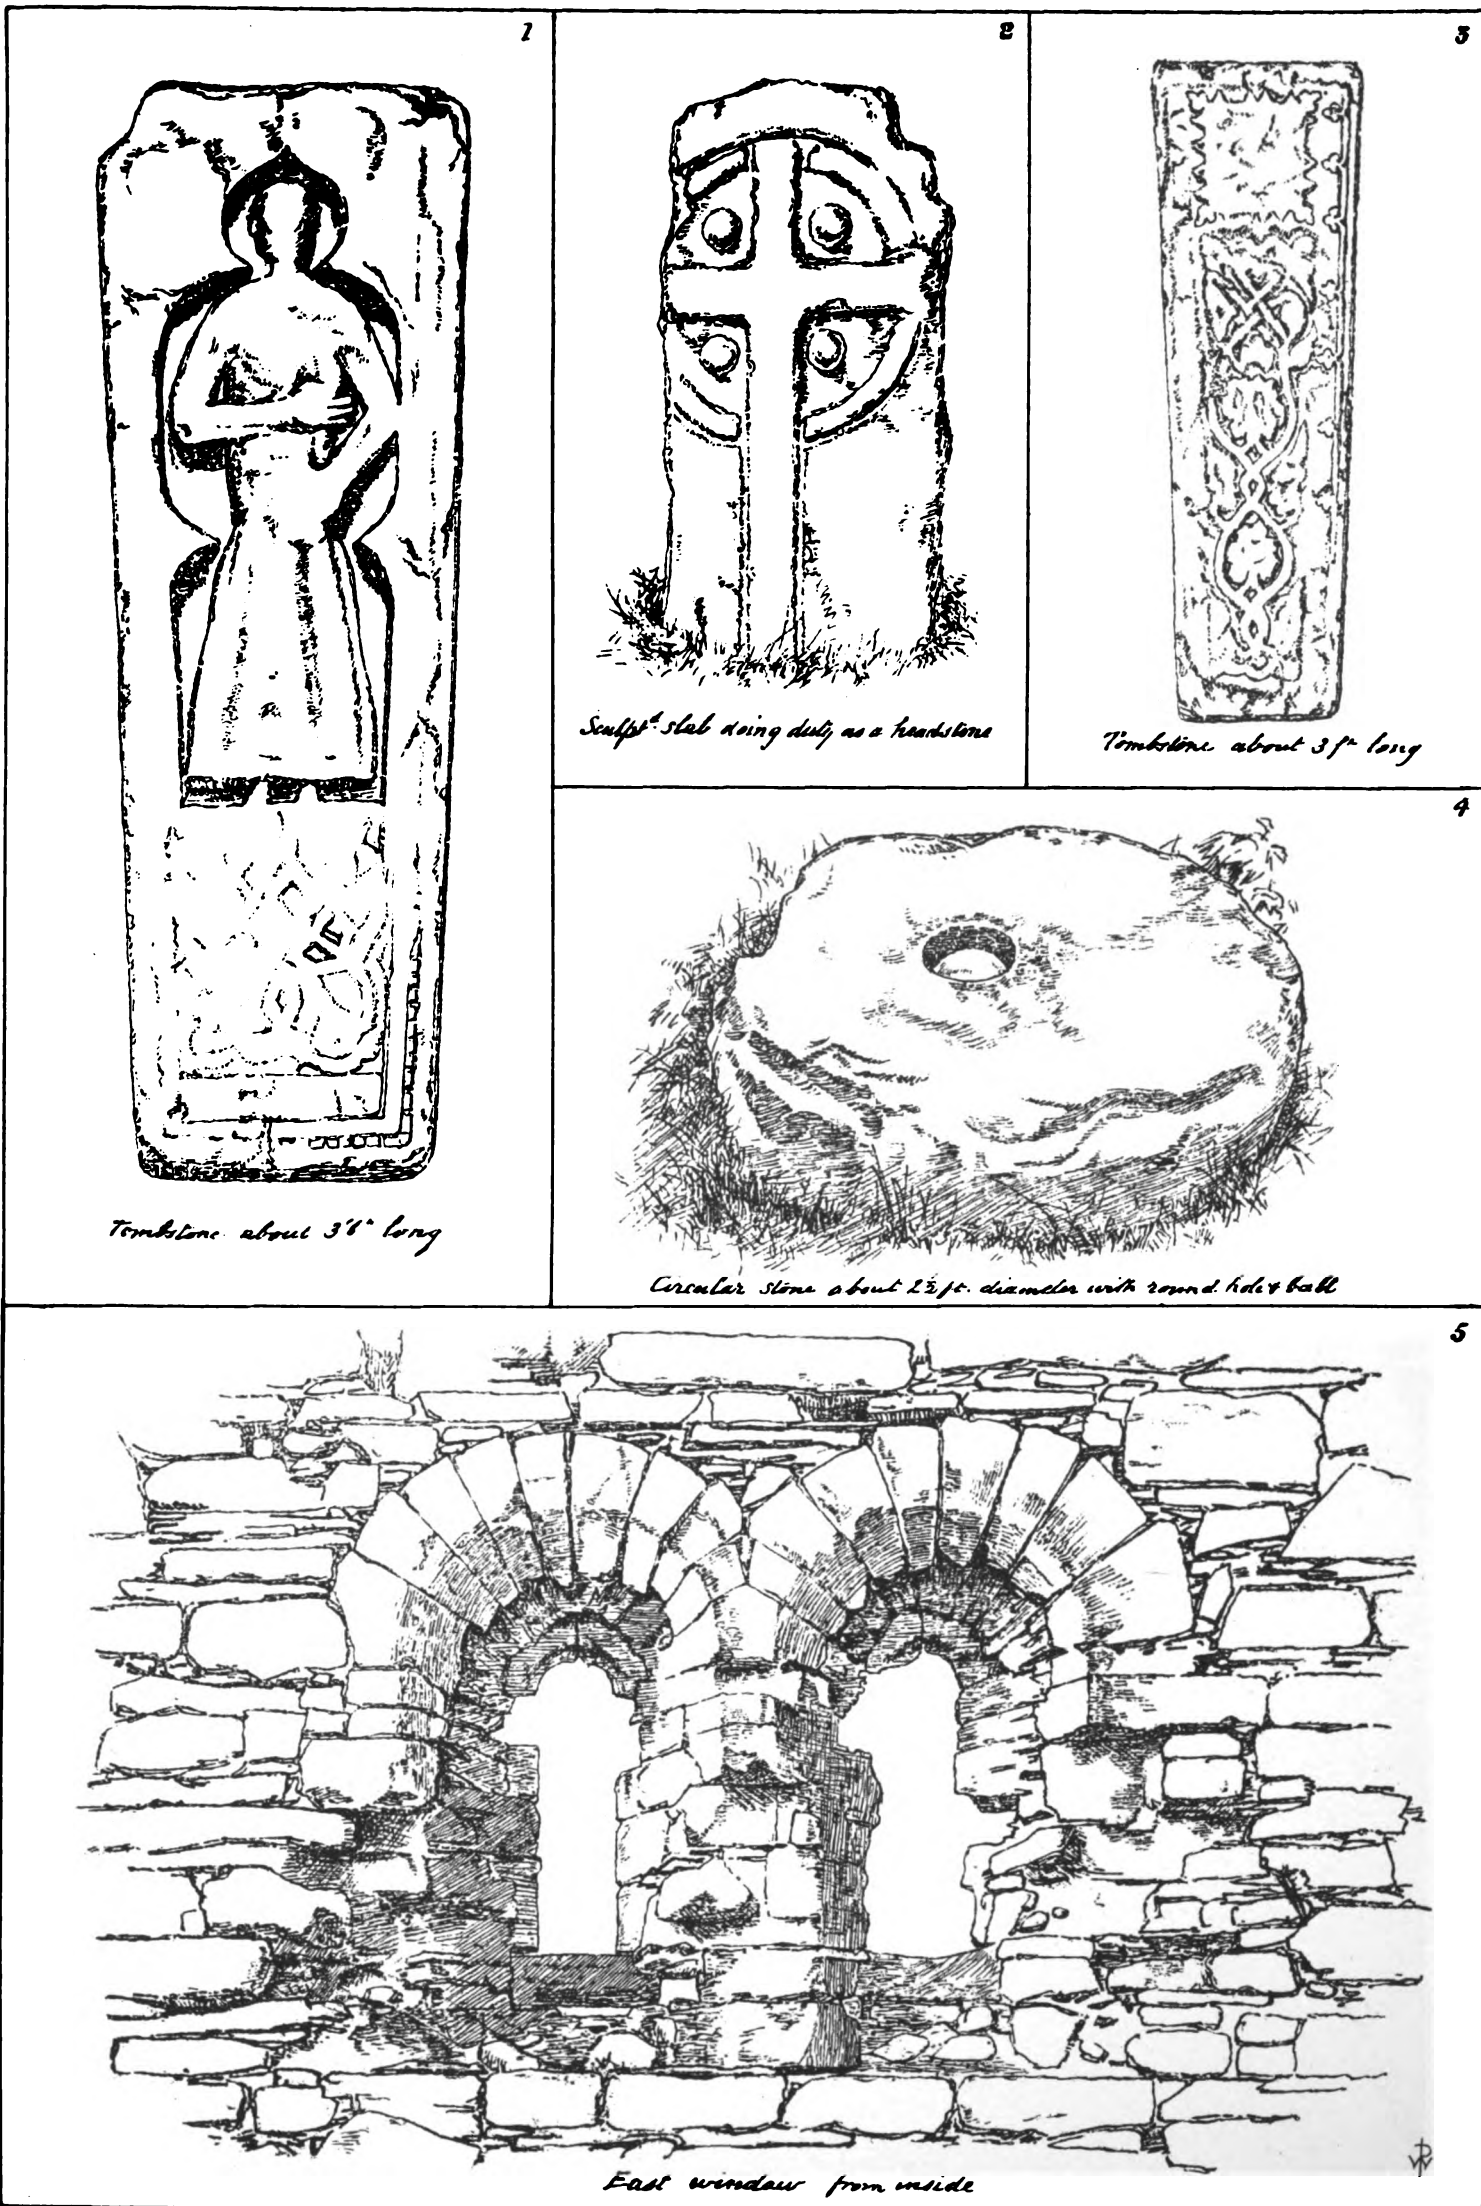 1
Tombstone about 3'6" long
2
Sculptd. slab doing duty as a headstone
3
Tombstone about 3 ft long
4
Circular stone about 2½ ft. diameter with round hole & ball
5
East window from inside